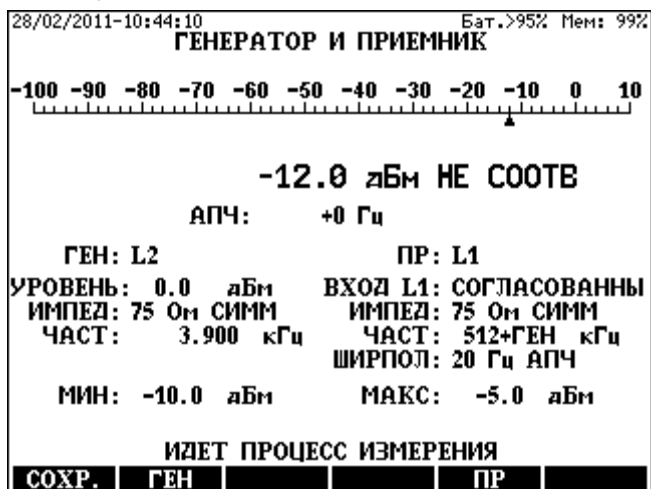 28/02/2011-10:44:10 Бат.>95% Мем: 99%
ГЕНЕРАТОР И ПРИЕМНИК
-100 -90 -80 -70 -60 -50 -40 -30 -20 -10 0 10
-12.0 дБм НЕ СООТВ
АПЧ: +0 Гц
ГЕН: L2 ПР: L1
УРОВЕНЬ: 0.0 дБм ВХОД L1: СОГЛАСОВАННЫ
ИМПЕД: 75 Ом СИММ ИМПЕД: 75 Ом СИММ
ЧАСТ: 3.900 кГц ЧАСТ: 512+ГЕН кГц
ШИРПОЛ: 20 Гц АПЧ
МИН: -10.0 дБм МАКС: -5.0 дБм
ИДЕТ ПРОЦЕСС ИЗМЕРЕНИЯ
СОХР. ГЕН ПР